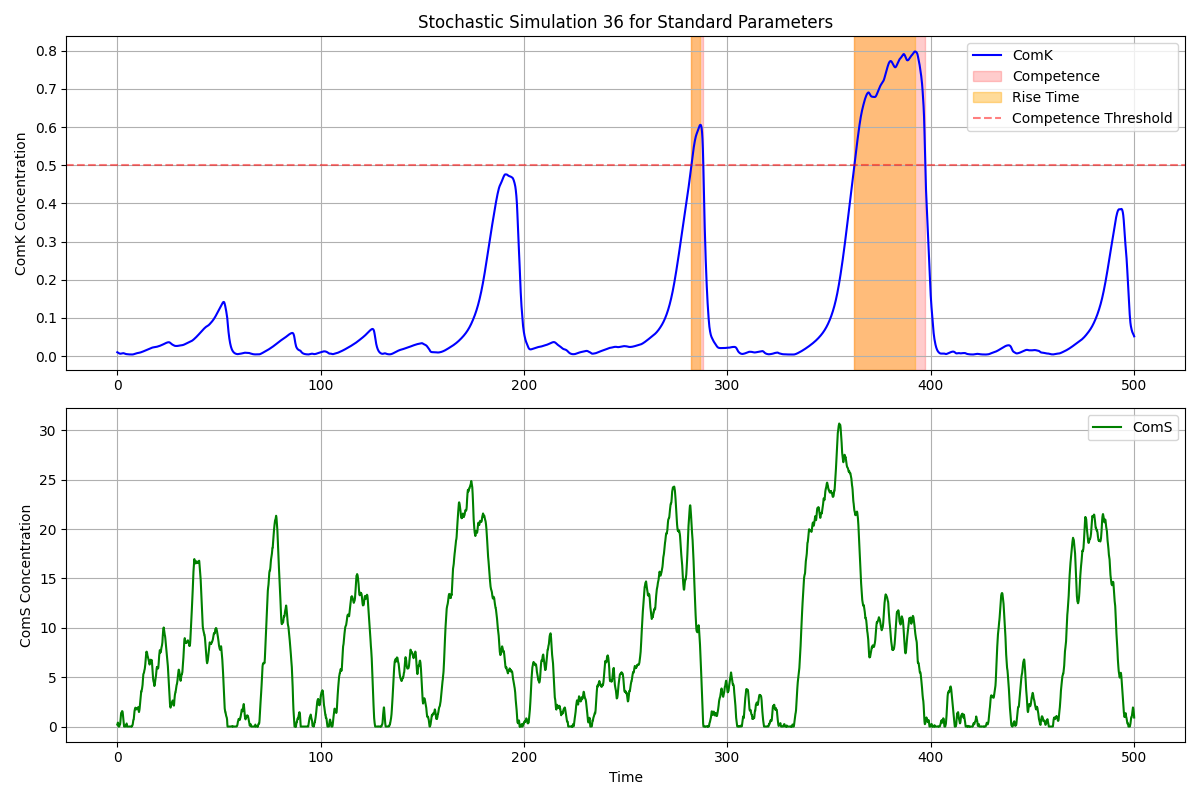 Stochastic Simulation 36 for Standard Parameters
ComK Concentration
0.8
0.7
0.6
0.5
0.4
0.3
0.2
0.1
0.0
ComK
Competence
Rise Time
Competence Threshold
0 100 200 300 400 500
ComS Concentration
30
25
20
15
10
5
0
ComS
0 100 200 300 400 500
Time